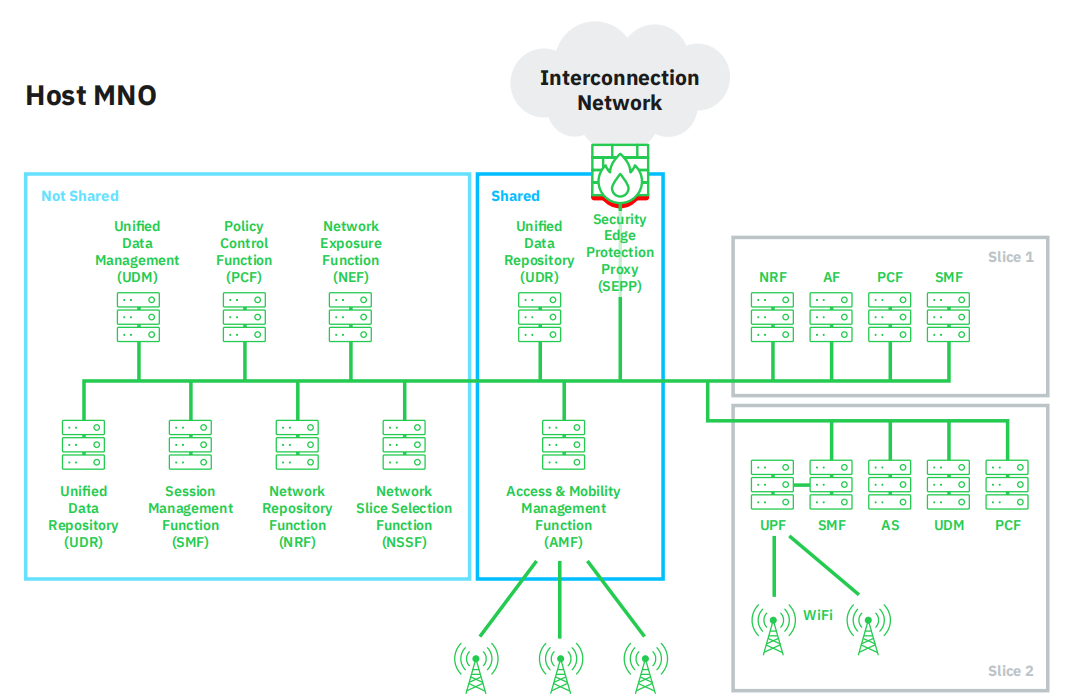 Interconnection
Network
Host MNO
Not Shared
Unified
Data
Management
(UDM)
Policy
Control
Function
(PCF)
Network
Exposure
Function
(NEF)
Shared
Unified
Data
Repository
(UDR)
Security
Edge
Protection
Proxy
(SEPP)
Slice 1
NRF
AF
PCF
SMF
Unified
Data
Repository
(UDR)
Session
Management
Function
(SMF)
Network
Repository
Function
(NRF)
Network
Slice Selection
Function
(NSSF)
Access & Mobility
Management
Function
(AMF)
UPF
SMF
AS
UDM
PCF
WiFi
Slice 2